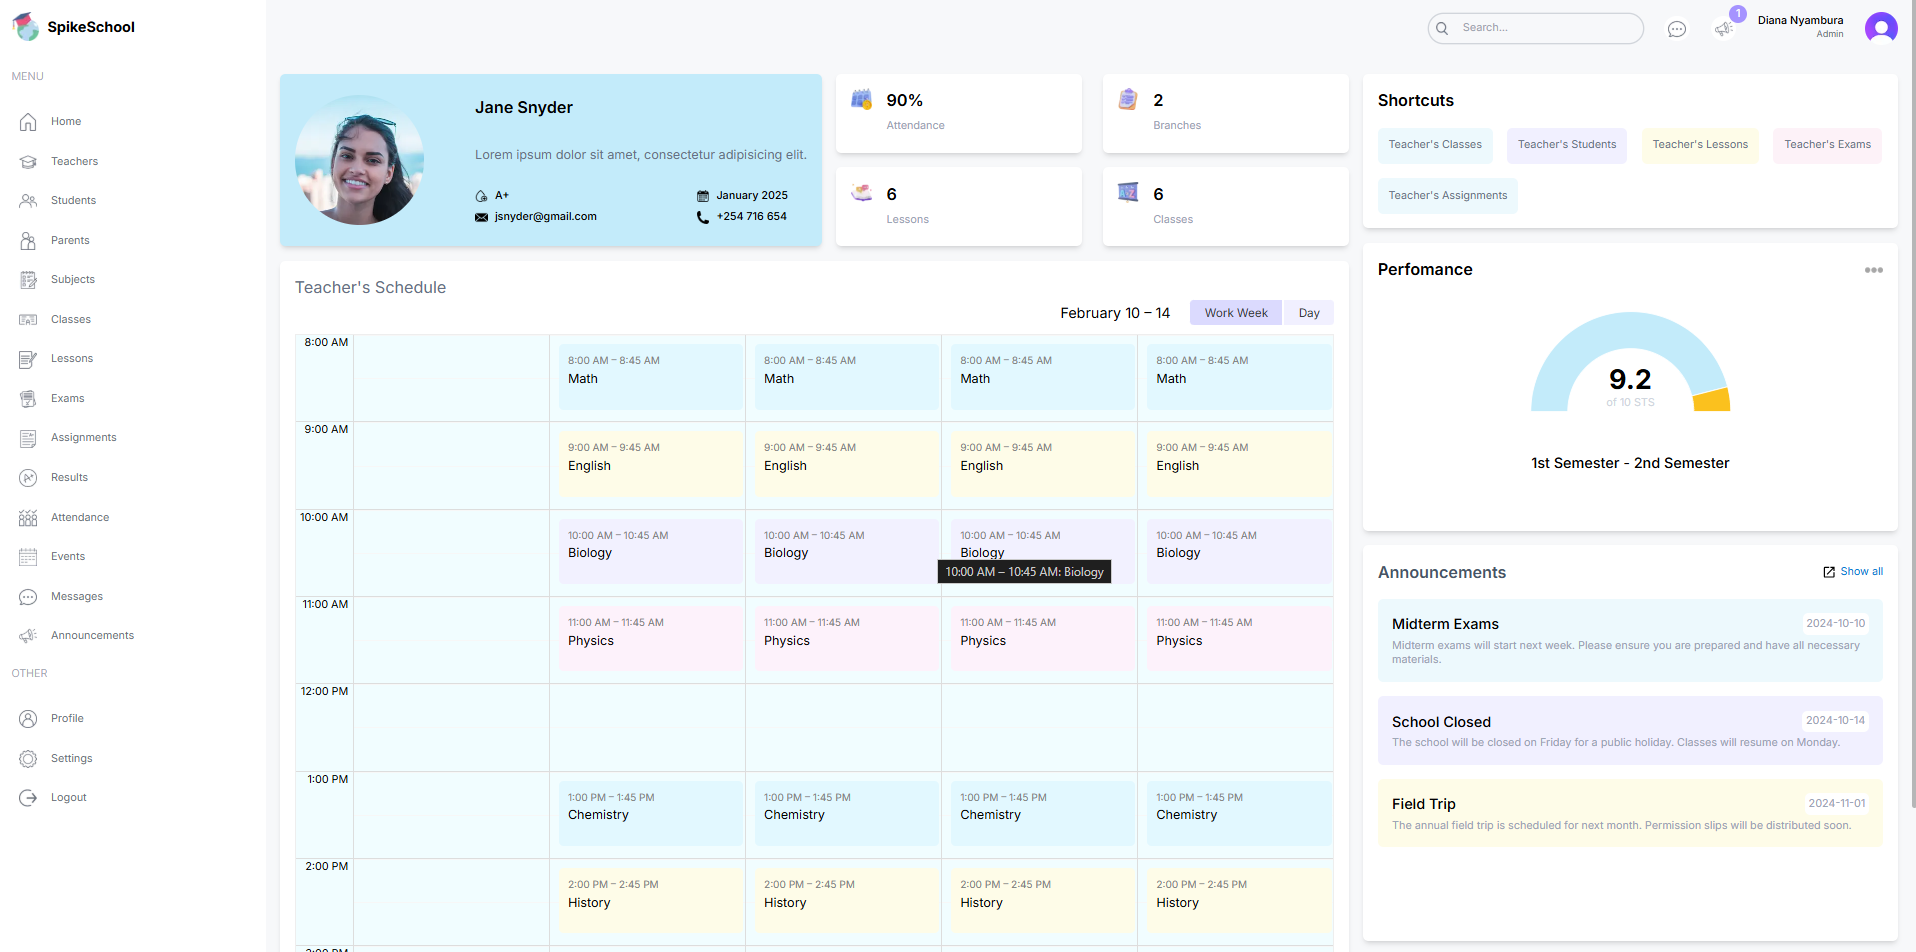 SpikeSchool
MENU
Home
Teachers
Students
Parents
Subjects
Classes
Lessons
Exams
Assignments
Results
Attendance
Events
Messages
Announcements
OTHER
Profile
Settings
Logout
Search...
1
Diana Nyambura
Admin
Jane Snyder
Lorem ipsum dolor sit amet, consectetur adipisicing elit.
A+
January 2025
jsnyder@gmail.com
+254 716 654
90%
Attendance
2
Branches
6
Lessons
6
Classes
Teacher's Schedule
February 10 – 14
Work Week
Day
8:00 AM
8:00 AM – 8:45 AM
Math
8:00 AM – 8:45 AM
Math
8:00 AM – 8:45 AM
Math
8:00 AM – 8:45 AM
Math
9:00 AM
9:00 AM – 9:45 AM
English
9:00 AM – 9:45 AM
English
9:00 AM – 9:45 AM
English
9:00 AM – 9:45 AM
English
10:00 AM
10:00 AM – 10:45 AM
Biology
10:00 AM – 10:45 AM
Biology
10:00 AM – 10:45 AM
Biology
10:00 AM – 10:45 AM
Biology
10:00 AM – 10:45 AM: Biology
11:00 AM
11:00 AM – 11:45 AM
Physics
11:00 AM – 11:45 AM
Physics
11:00 AM – 11:45 AM
Physics
11:00 AM – 11:45 AM
Physics
12:00 PM
1:00 PM
1:00 PM – 1:45 PM
Chemistry
1:00 PM – 1:45 PM
Chemistry
1:00 PM – 1:45 PM
Chemistry
1:00 PM – 1:45 PM
Chemistry
2:00 PM
2:00 PM – 2:45 PM
History
2:00 PM – 2:45 PM
History
2:00 PM – 2:45 PM
History
2:00 PM – 2:45 PM
History
3:00 PM
Shortcuts
Teacher's Classes
Teacher's Students
Teacher's Lessons
Teacher's Exams
Teacher's Assignments
Perfomance
9.2
of 10 STS
1st Semester - 2nd Semester
Announcements
Show all
Midterm Exams
2024-10-10
Midterm exams will start next week. Please ensure you are prepared and have all necessary
materials.
School Closed
2024-10-14
The school will be closed on Friday for a public holiday. Classes will resume on Monday.
Field Trip
2024-11-01
The annual field trip is scheduled for next month. Permission slips will be distributed soon.